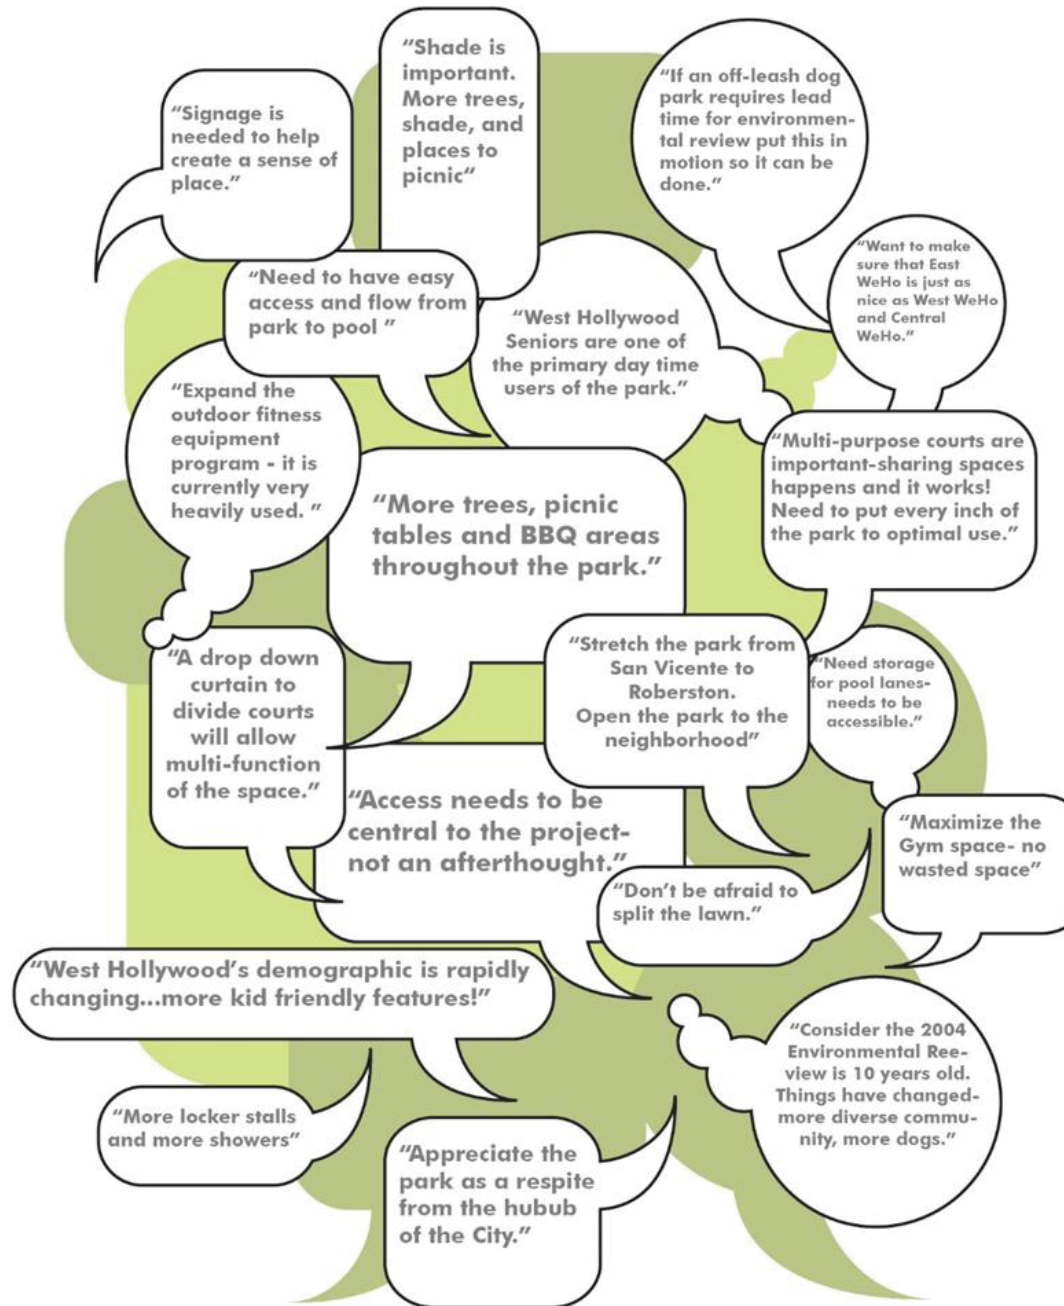 “Shade is
important.
More trees,
shade, and
places to
picnic“
“If an off-leash dog
park requires lead
time for environmen-
tal review put this in
motion so it can be
done.”
“Signage is
needed to help
create a sense of
place.”
“Want to make
sure that East
WeHo is just as
nice as West WeHo
and Central
WeHo.”
“Need to have easy
access and flow from
park to pool ”
“West Hollywood
Seniors are one of
the primary day time
users of the park.”
“Expand the
outdoor fitness
equipment
program - it is
currently very
heavily used. ”
“Multi-purpose courts are
important-sharing spaces
happens and it works!
Need to put every inch of
the park to optimal use.”
“More trees, picnic
tables and BBQ areas
throughout the park.”
“Stretch the park from
San Vicente to
Roberston.
Open the park to the
neighborhood”
“Need storage
for pool lanes-
needs to be
accessible.”
“A drop down
curtain to
divide courts
will allow
multi-function
of the space.”
“Access needs to be
central to the project-
not an afterthought.”
“Maximize the
Gym space- no
wasted space”
“Don’t be afraid to
split the lawn.”
“West Hollywood’s demographic is rapidly
changing...more kid friendly features!”
“Consider the 2004
Environmental Ree-
view is 10 years old.
Things have changed-
more diverse commu-
nity, more dogs.”
“More locker stalls
and more showers”
“Appreciate the
park as a respite
from the hubub
of the City.”